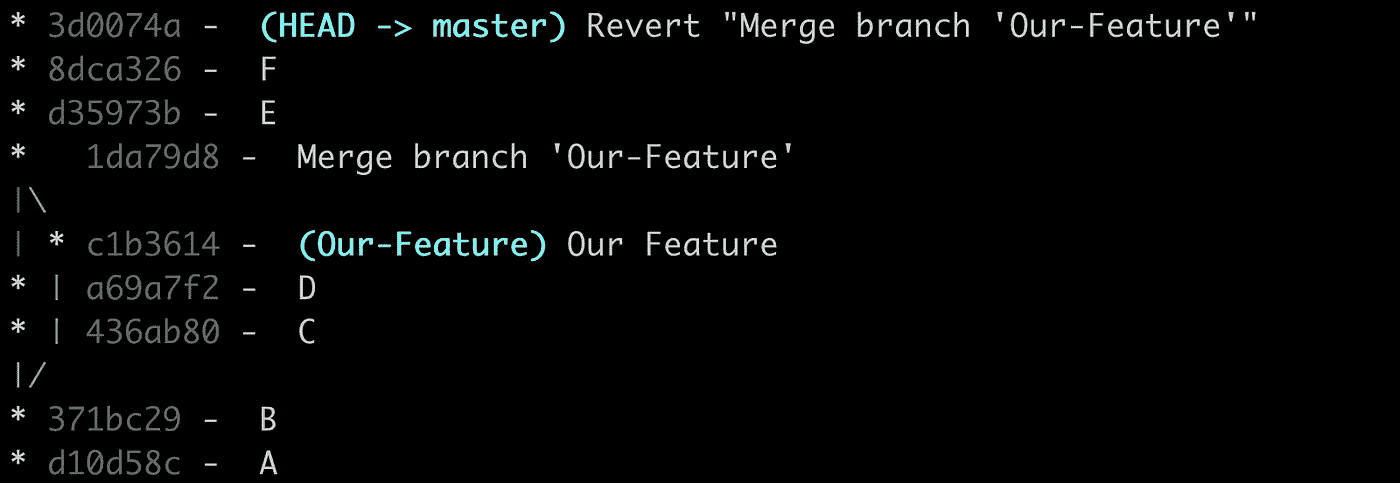 * 3d0074a -  (HEAD -> master) Revert "Merge branch 'Our-Feature'"
* 8dca326 -  F
* d35973b -  E
*   1da79d8 -  Merge branch 'Our-Feature'
|\
| * c1b3614 -  (Our-Feature) Our Feature
* | a69a7f2 -  D
* | 436ab80 -  C
|/
* 371bc29 -  B
* d10d58c -  A